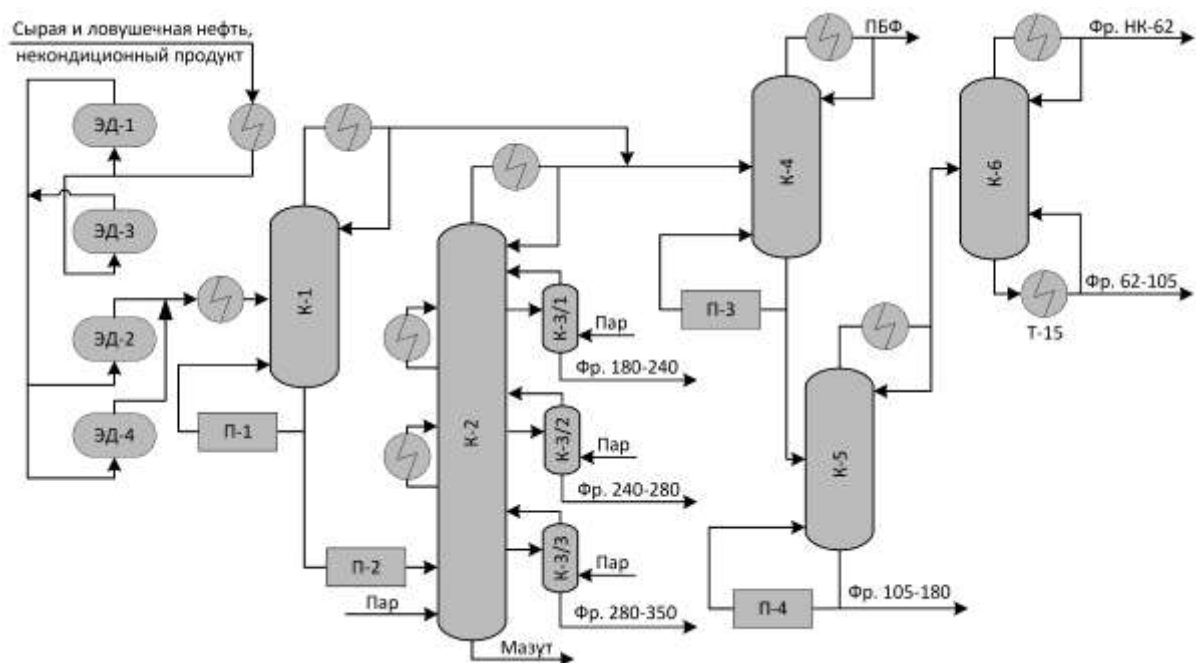 Сырая и ловушечная нефть,
некондиционный продукт
ЭД-1
ЭД-3
ЭД-2
ЭД-4
К-1
П-1
П-2
Пар
К-2
Мазут
К-3/1
Пар
Фр. 180-240
К-3/2
Пар
Фр. 240-280
К-3/3
Пар
Фр. 280-350
ПБФ
К-4
П-3
К-5
П-4
Фр. 105-180
Фр. НК-62
К-6
Фр. 62-105
Т-15